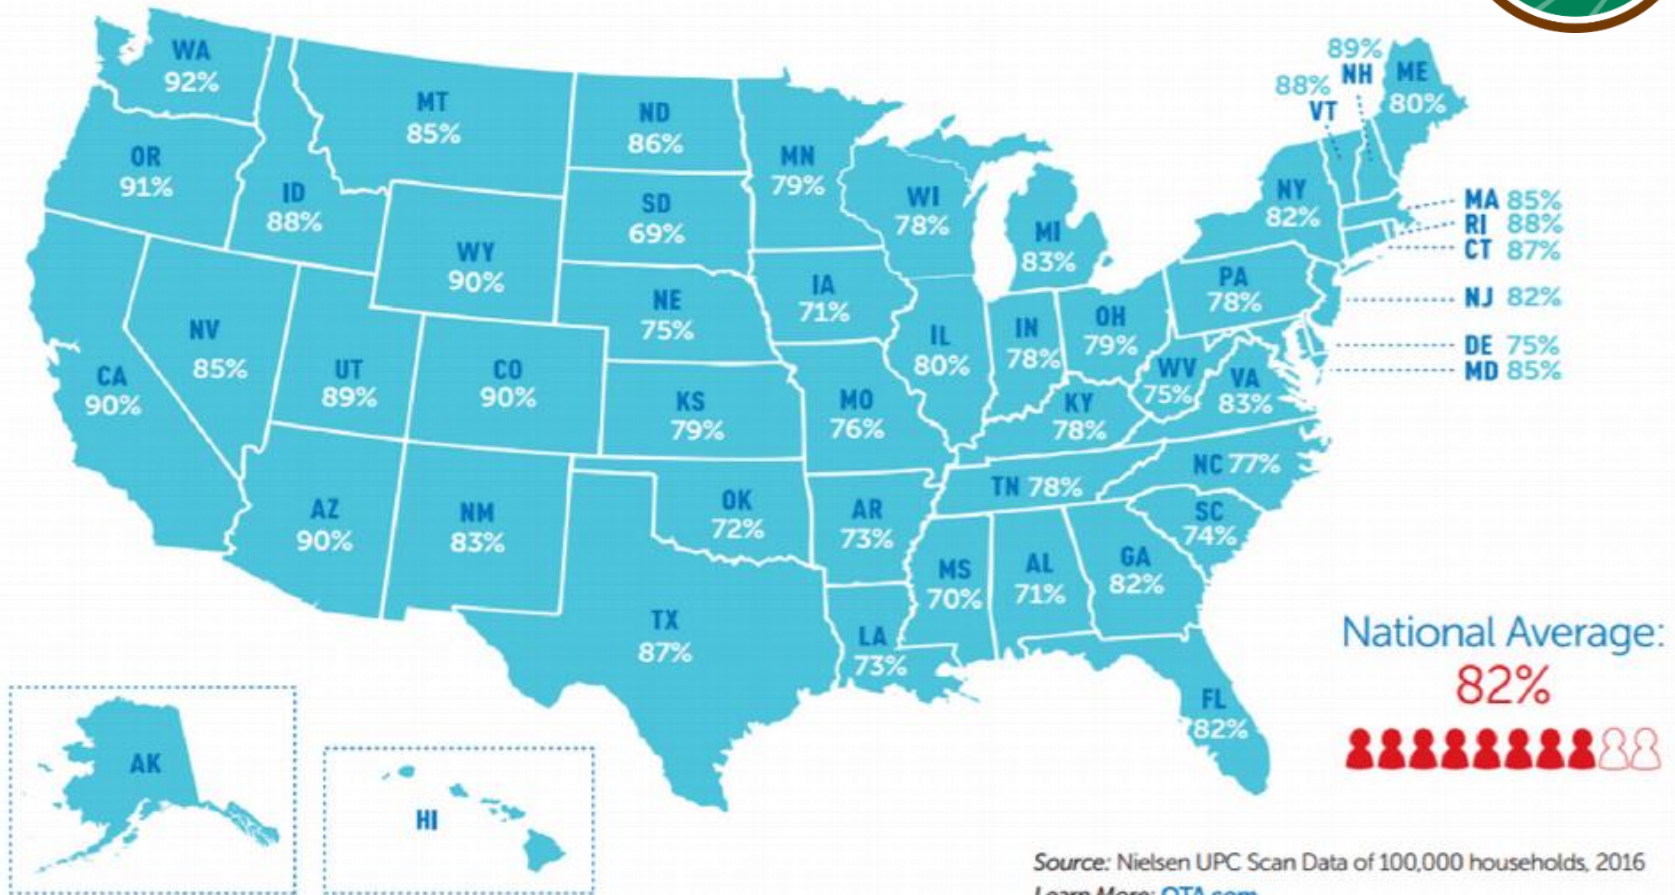 WA
92%
OR
91%
ID
88%
MT
85%
ND
86%
SD
69%
MN
79%
WI
78%
MI
83%
89%
NH
88%
VT
ME
80%
NY
82%
MA 85%
RI 88%
CT 87%
NJ 82%
DE 75%
MD 85%
PA
78%
WY
90%
NE
75%
IA
71%
IL
80%
IN
78%
OH
79%
WV
75%
VA
83%
NV
85%
CA
90%
UT
89%
CO
90%
KS
79%
MO
76%
KY
78%
NC 77%
TN 78%
SC
74%
AZ
90%
NM
83%
OK
72%
AR
73%
MS
70%
AL
71%
GA
82%
TX
87%
LA
73%
FL
82%
AK
HI
National Average:
82%
Source: Nielsen UPC Scan Data of 100,000 households, 2016
Learn More: OTA.com